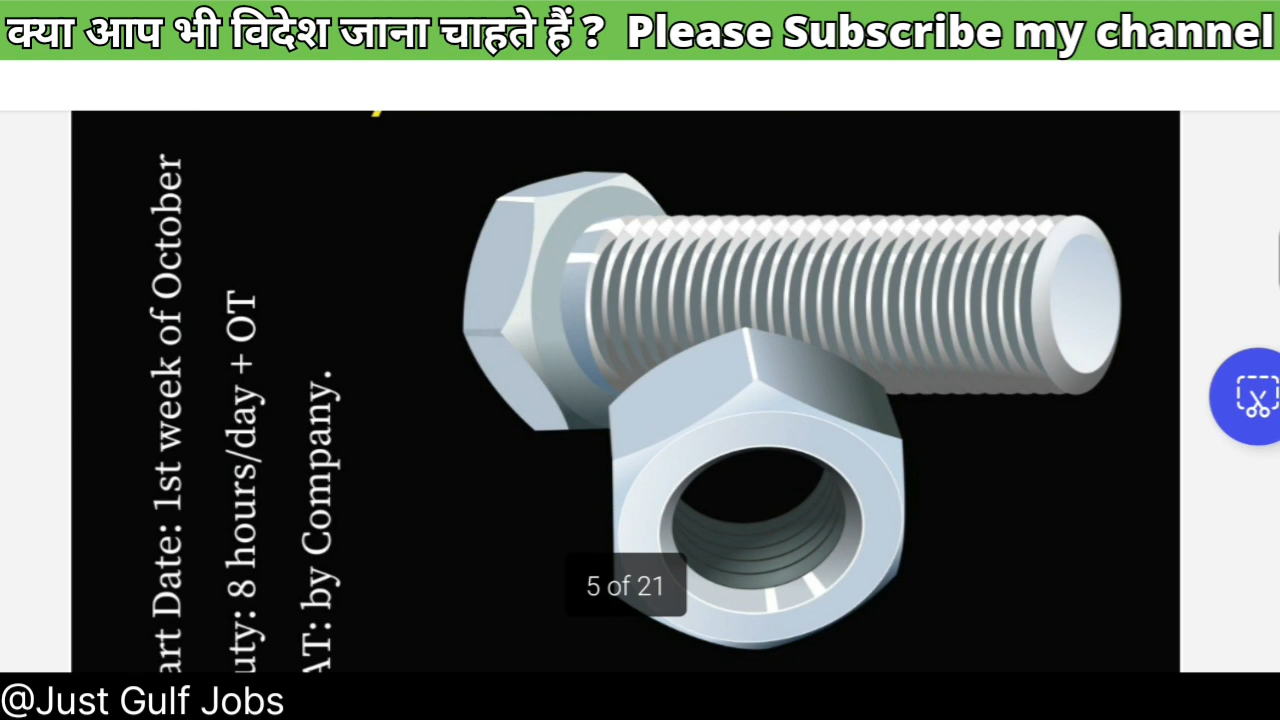 क्या आप भी विदेश जाना चाहते हैं ? Please Subscribe my channel
art Date: 1st week of October
uty: 8 hours/day + OT
AT: by Company.
5 of 21
@Just Gulf Jobs